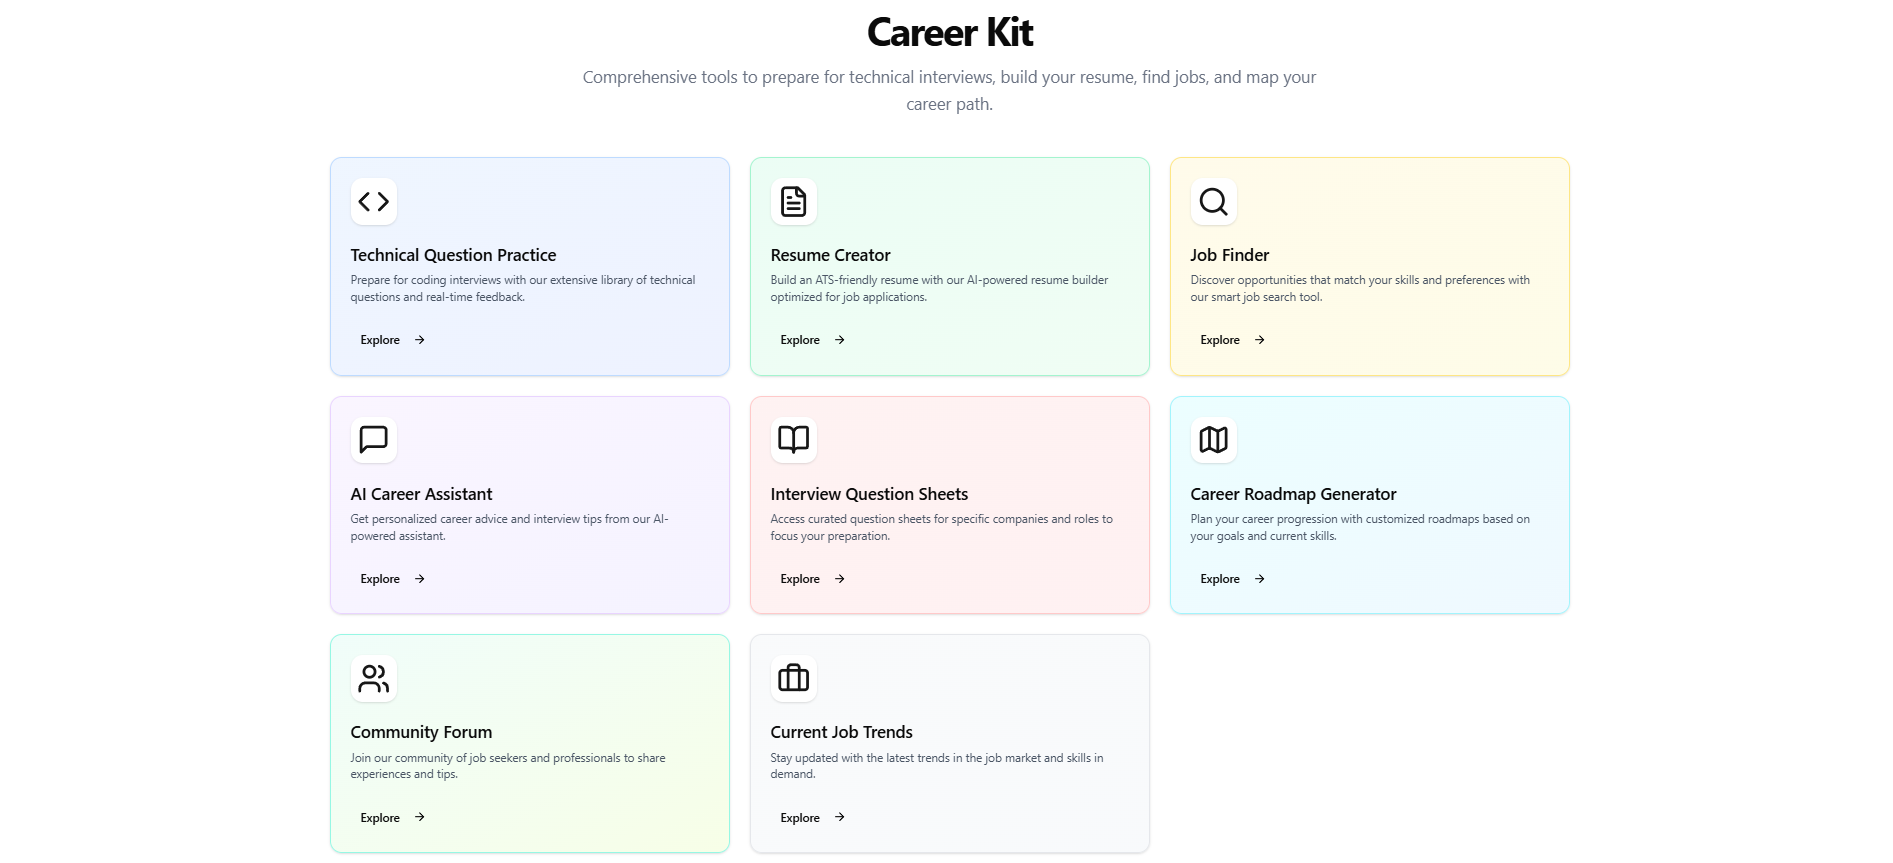 Career Kit
Comprehensive tools to prepare for technical interviews, build your resume, find jobs, and map your
career path.
Technical Question Practice
Prepare for coding interviews with our extensive library of technical
questions and real-time feedback.
Explore
Resume Creator
Build an ATS-friendly resume with our AI-powered resume builder
optimized for job applications.
Explore
Job Finder
Discover opportunities that match your skills and preferences with
our smart job search tool.
Explore
AI Career Assistant
Get personalized career advice and interview tips from our AI-
powered assistant.
Explore
Interview Question Sheets
Access curated question sheets for specific companies and roles to
focus your preparation.
Explore
Career Roadmap Generator
Plan your career progression with customized roadmaps based on
your goals and current skills.
Explore
Community Forum
Join our community of job seekers and professionals to share
experiences and tips.
Explore
Current Job Trends
Stay updated with the latest trends in the job market and skills in
demand.
Explore